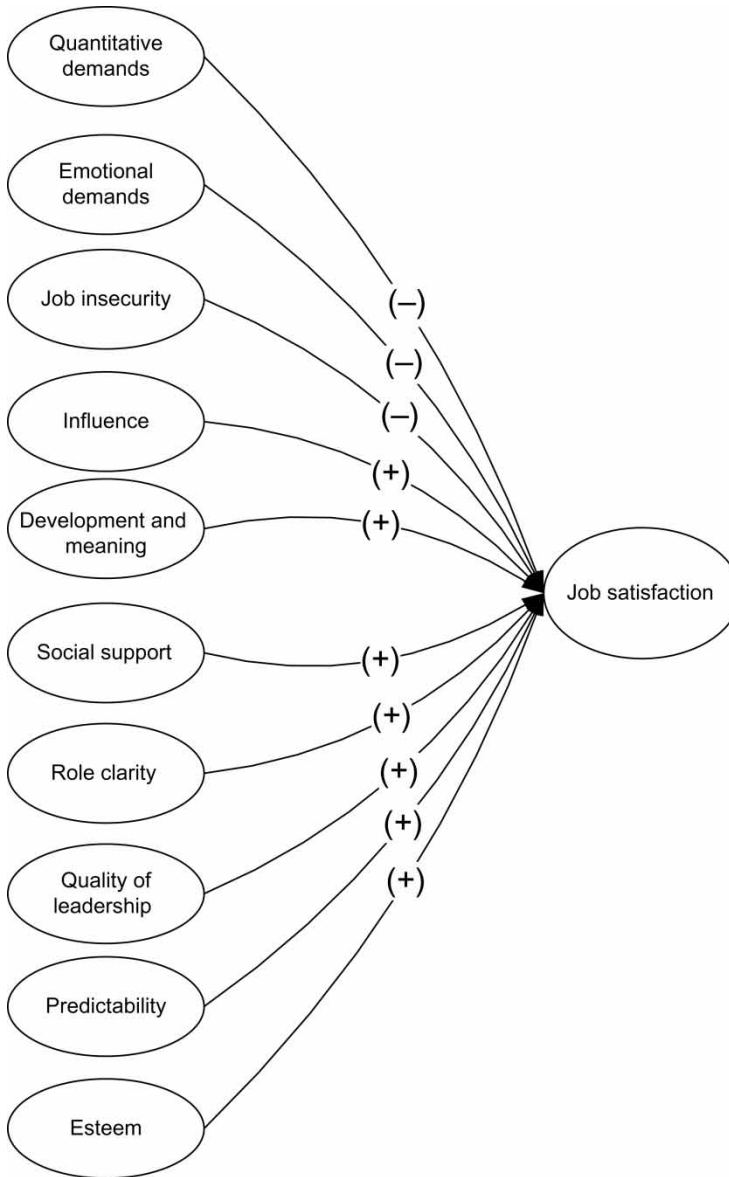 Quantitative
demands
Emotional
demands
(–)
Job insecurity
(–)
(–)
Influence
(+)
Development and
meaning
(+)
Job satisfaction
Social support
(+)
(+)
Role clarity
(+)
(+)
Quality of
leadership
(+)
Predictability
Esteem